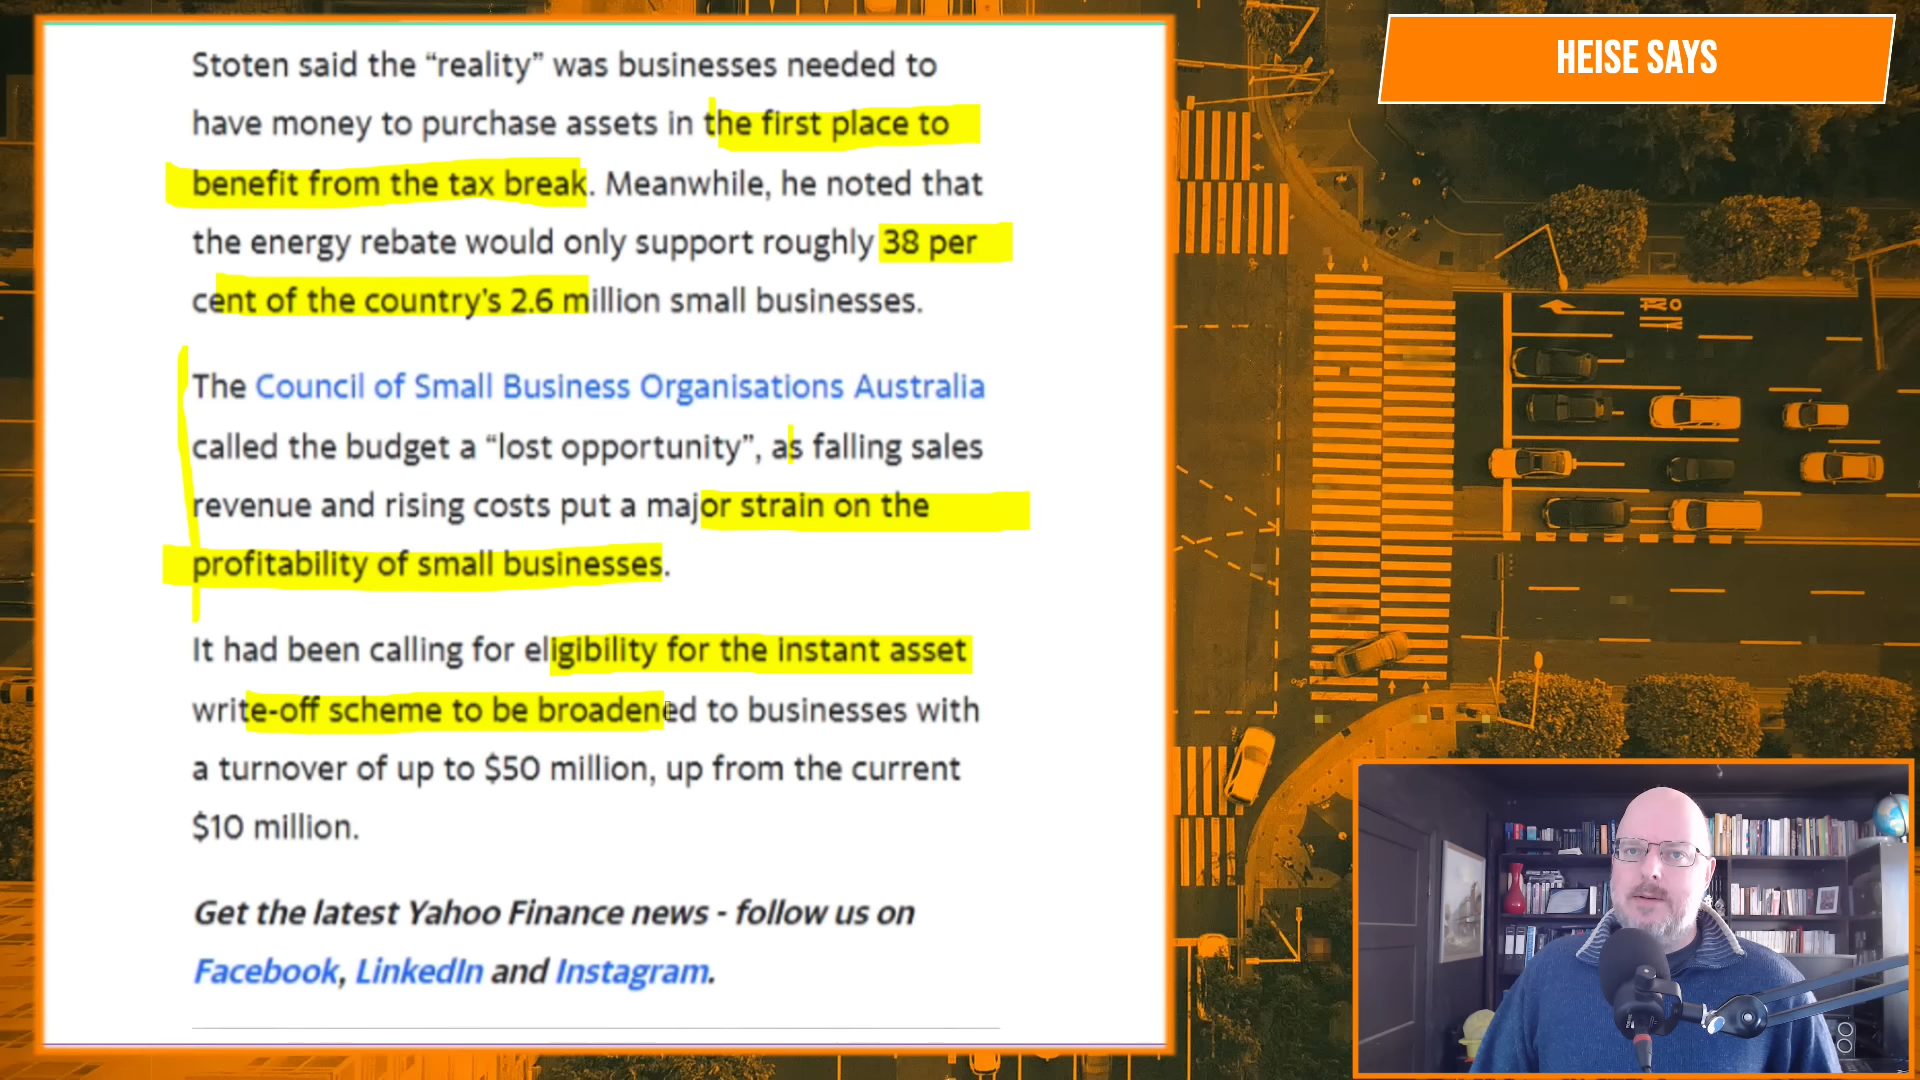 Stoten said the “reality” was businesses needed to
have money to purchase assets in the first place to
benefit from the tax break. Meanwhile, he noted that
the energy rebate would only support roughly 38 per
cent of the country’s 2.6 million small businesses.
The Council of Small Business Organisations Australia
called the budget a “lost opportunity”, as falling sales
revenue and rising costs put a major strain on the
profitability of small businesses.
It had been calling for eligibility for the instant asset
write-off scheme to be broadened to businesses with
a turnover of up to $50 million, up from the current
$10 million.
Get the latest Yahoo Finance news - follow us on
Facebook, LinkedIn and Instagram.
HEISE SAYS